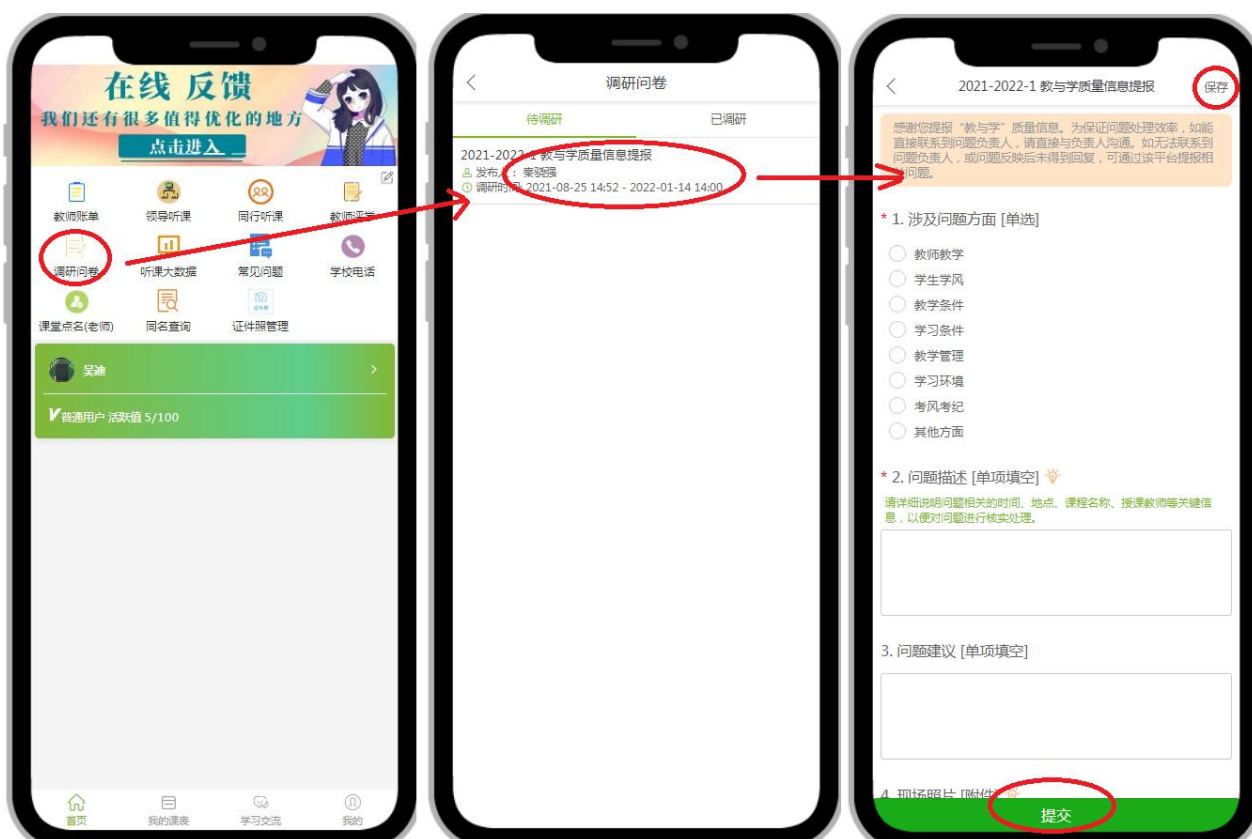 在线 反馈
我们还有很多值得优化的地方
点击进入
教师账单
领导听课
同行听课
教师评学
调研问卷
听课大数据
常见问题
学校电话
课堂点名(老师)
同名查询
证件照管理
吴迪
V 普通用户 活跃值 5/100
首页
我的课表
学习交流
我的
调研问卷
待调研
已调研
2021-2022-1 教与学质量信息提报
发布人： 秦骁强
调研时间: 2021-08-25 14:52 - 2022-01-14 14:00
2021-2022-1 教与学质量信息提报
保存
感谢您提报“教与学”质量信息。为保证问题处理效率，如能
直接联系到问题负责人，请直接与负责人沟通。如无法联系到
问题负责人，或问题反映后未得到回复，可通过该平台提报相
问题。
* 1. 涉及问题方面 [单选]
教师教学
学生学风
教学条件
学习条件
教学管理
学习环境
考风考纪
其他方面
* 2. 问题描述 [单项填空]
请详细说明问题相关的时间、地点、课程名称、授课教师等关键信
息，以便对问题进行核实处理。
3. 问题建议 [单项填空]
4. 现场照片 [附件]
提交